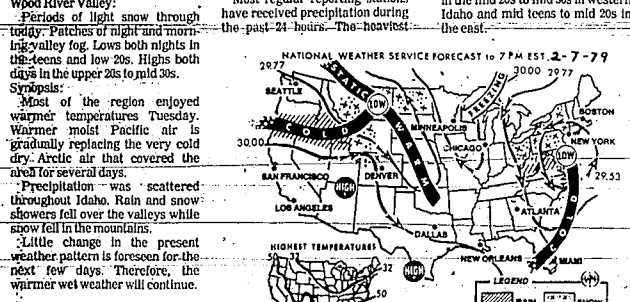 Wood River Valley:
Periods of light snow through
today. Patches of night and morn-
ing valley fog. Lows both nights in
the teens and low 20s. Highs both
days in the upper 20s to mid 30s.
Synopsis:
Most of the region enjoyed
warmer temperatures Tuesday.
Warmer moist Pacific air is
gradually replacing the very cold
dry Arctic air that covered the
area for several days.
Precipitation was scattered
throughout Idaho. Rain and snow
showers fell over the valleys while
snow fell in the mountains.
Little change in the present
weather pattern is foreseen for the
next few days. Therefore, the
warmer wet weather will continue.
Most regular reporting stations
have received precipitation during
the past 24 hours. The heaviest
in the mid 20s to mid 30s in western
Idaho and mid teens to mid 20s in
the east.
NATIONAL WEATHER SERVICE FORECAST to 7 PM EST 2-7-79
29.77
30.00 29.77
SEATTLE
STATIC
LOW
FREEZING
BOSTON
COLD
MINNEAPOLIS
NEW YORK
CHICAGO
LOW
30.00
WARM
SAN FRANCISCO
DENVER
29.53
HIGH
LOS ANGELES
ATLANTA
COLD
DALLAS
HIGHEST TEMPERATURES
NEW ORLEANS
MIAMI
50 32
32
HIGH
50
LEGEND
RAIN
SNOW